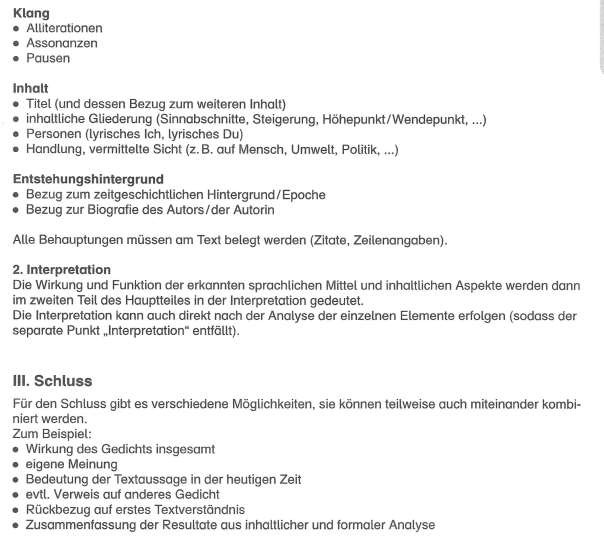 Klang
• Alliterationen
• Assonanzen
• Pausen
Inhalt
• Titel (und dessen Bezug zum weiteren Inhalt)
• inhaltliche Gliederung (Sinnabschnitte, Steigerung, Höhepunkt/Wendepunkt, ...)
• Personen (lyrisches Ich, lyrisches Du)
• Handlung, vermittelte Sicht (z. B. auf Mensch, Umwelt, Politik, ...)
Entstehungshintergrund
• Bezug zum zeitgeschichtlichen Hintergrund/Epoche
• Bezug zur Biografie des Autors/der Autorin
Alle Behauptungen müssen am Text belegt werden (Zitate, Zeilenangaben).
2. Interpretation
Die Wirkung und Funktion der erkannten sprachlichen Mittel und inhaltlichen Aspekte werden dann
im zweiten Teil des Hauptteiles in der Interpretation gedeutet.
Die Interpretation kann auch direkt nach der Analyse der einzelnen Elemente erfolgen (sodass der
separate Punkt „Interpretation“ entfällt).
III. Schluss
Für den Schluss gibt es verschiedene Möglichkeiten, sie können teilweise auch miteinander kombi-
niert werden.
Zum Beispiel:
• Wirkung des Gedichts insgesamt
• eigene Meinung
• Bedeutung der Textaussage in der heutigen Zeit
• evtl. Verweis auf anderes Gedicht
• Rückbezug auf erstes Textverständnis
• Zusammenfassung der Resultate aus inhaltlicher und formaler Analyse